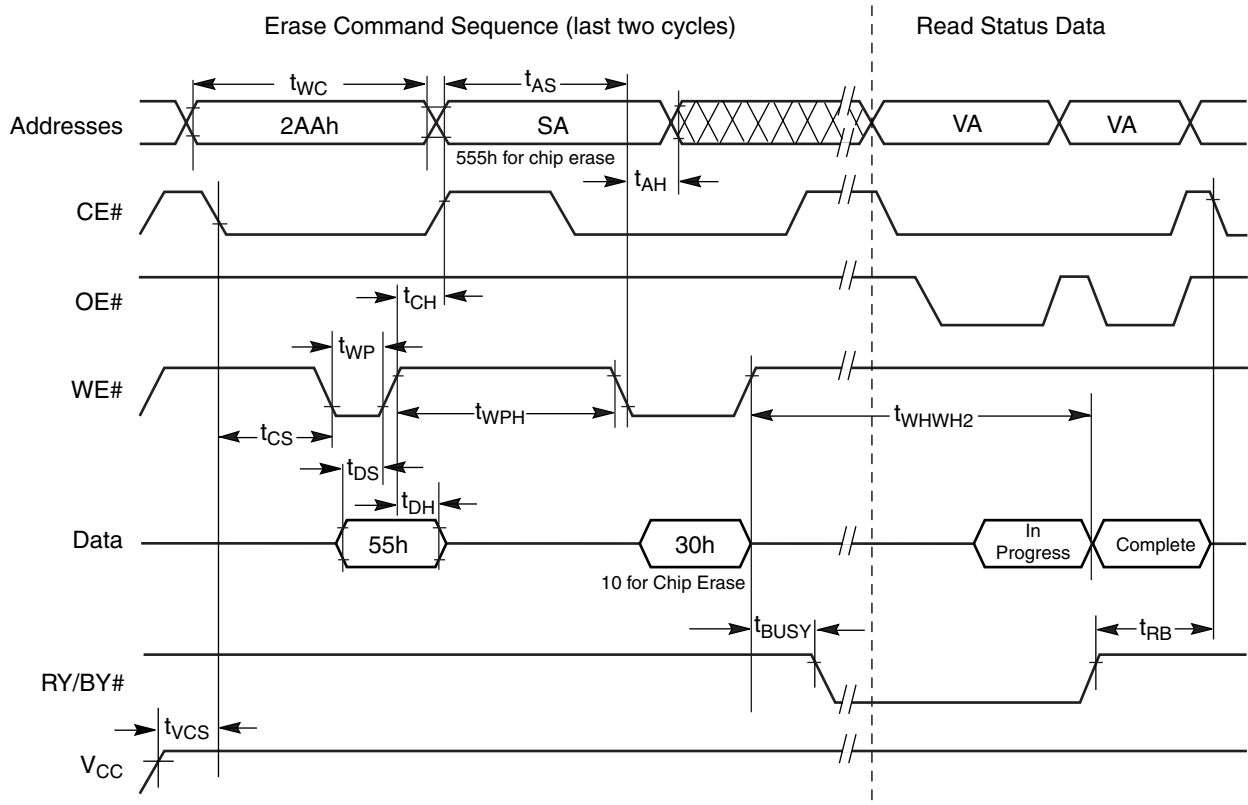 Erase Command Sequence (last two cycles)
Read Status Data
tWC
tAS
Addresses
2AAh
SA
VA
VA
555h for chip erase
tAH
CE#
tCH
OE#
tWP
WE#
tWPH
tWHWH2
tCS
tDS
tDH
Data
55h
30h
In
Progress
Complete
10 for Chip Erase
tBUSY
tRB
RY/BY#
tVCS
VCC